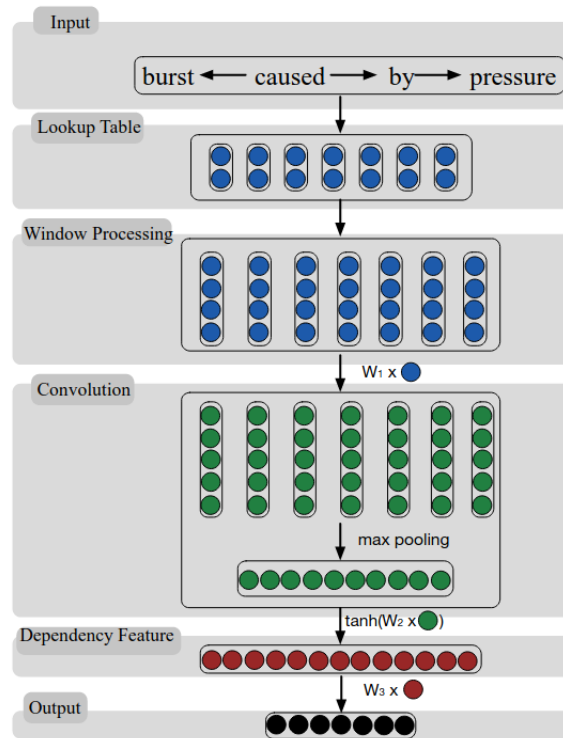 Input
burst caused by pressure
Lookup Table
Window Processing
W1 x
Convolution
max pooling
tanh(W2 x )
Dependency Feature
W3 x
Output